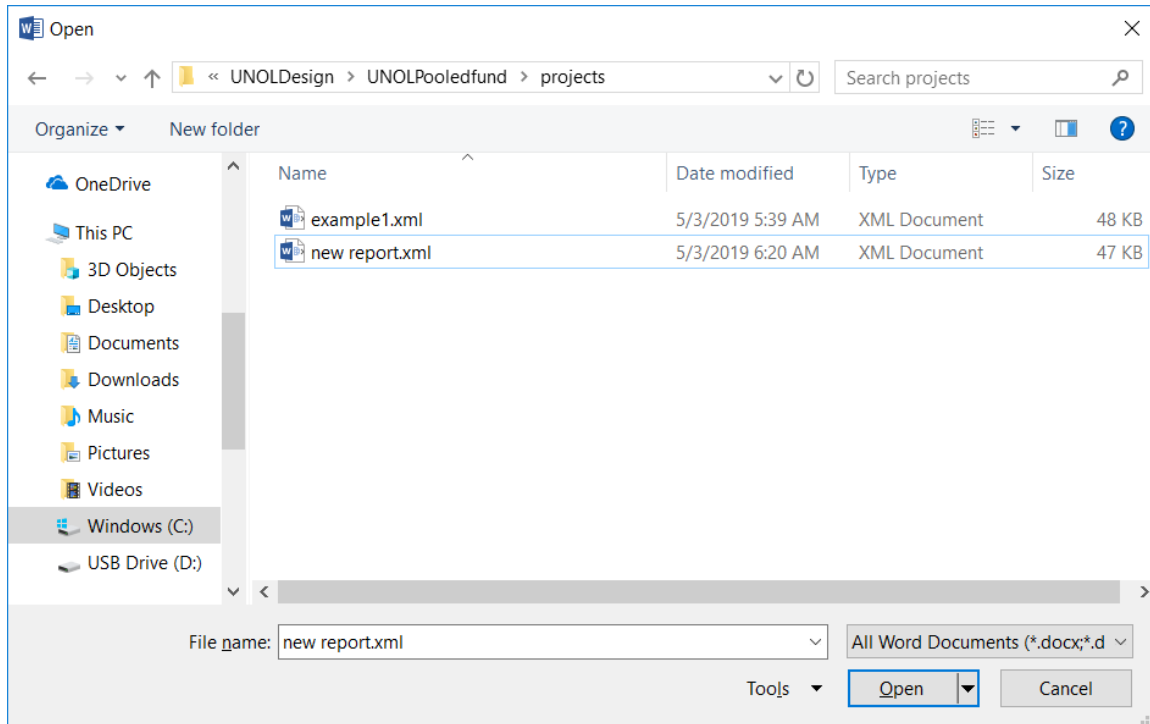 Open
« UNOLDesign > UNOLPooledfund > projects
Search projects
Organize
New folder
OneDrive
This PC
3D Objects
Desktop
Documents
Downloads
Music
Pictures
Videos
Windows (C:)
USB Drive (D:)
Name Date modified Type Size
example1.xml 5/3/2019 5:39 AM XML Document 48 KB
new report.xml 5/3/2019 6:20 AM XML Document 47 KB
File name: new report.xml All Word Documents (*.docx;*.d
Tools Open Cancel